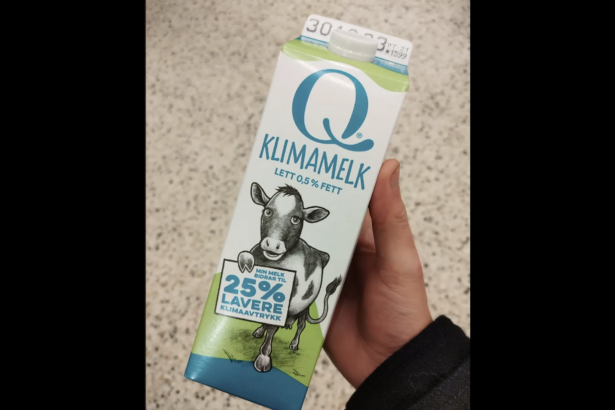 Q
KLIMAMELK
LETT 0,5 % FETT
MIN MELK
BIDRAR TIL
25%
LAVERE
KLIMAAVTRYKK